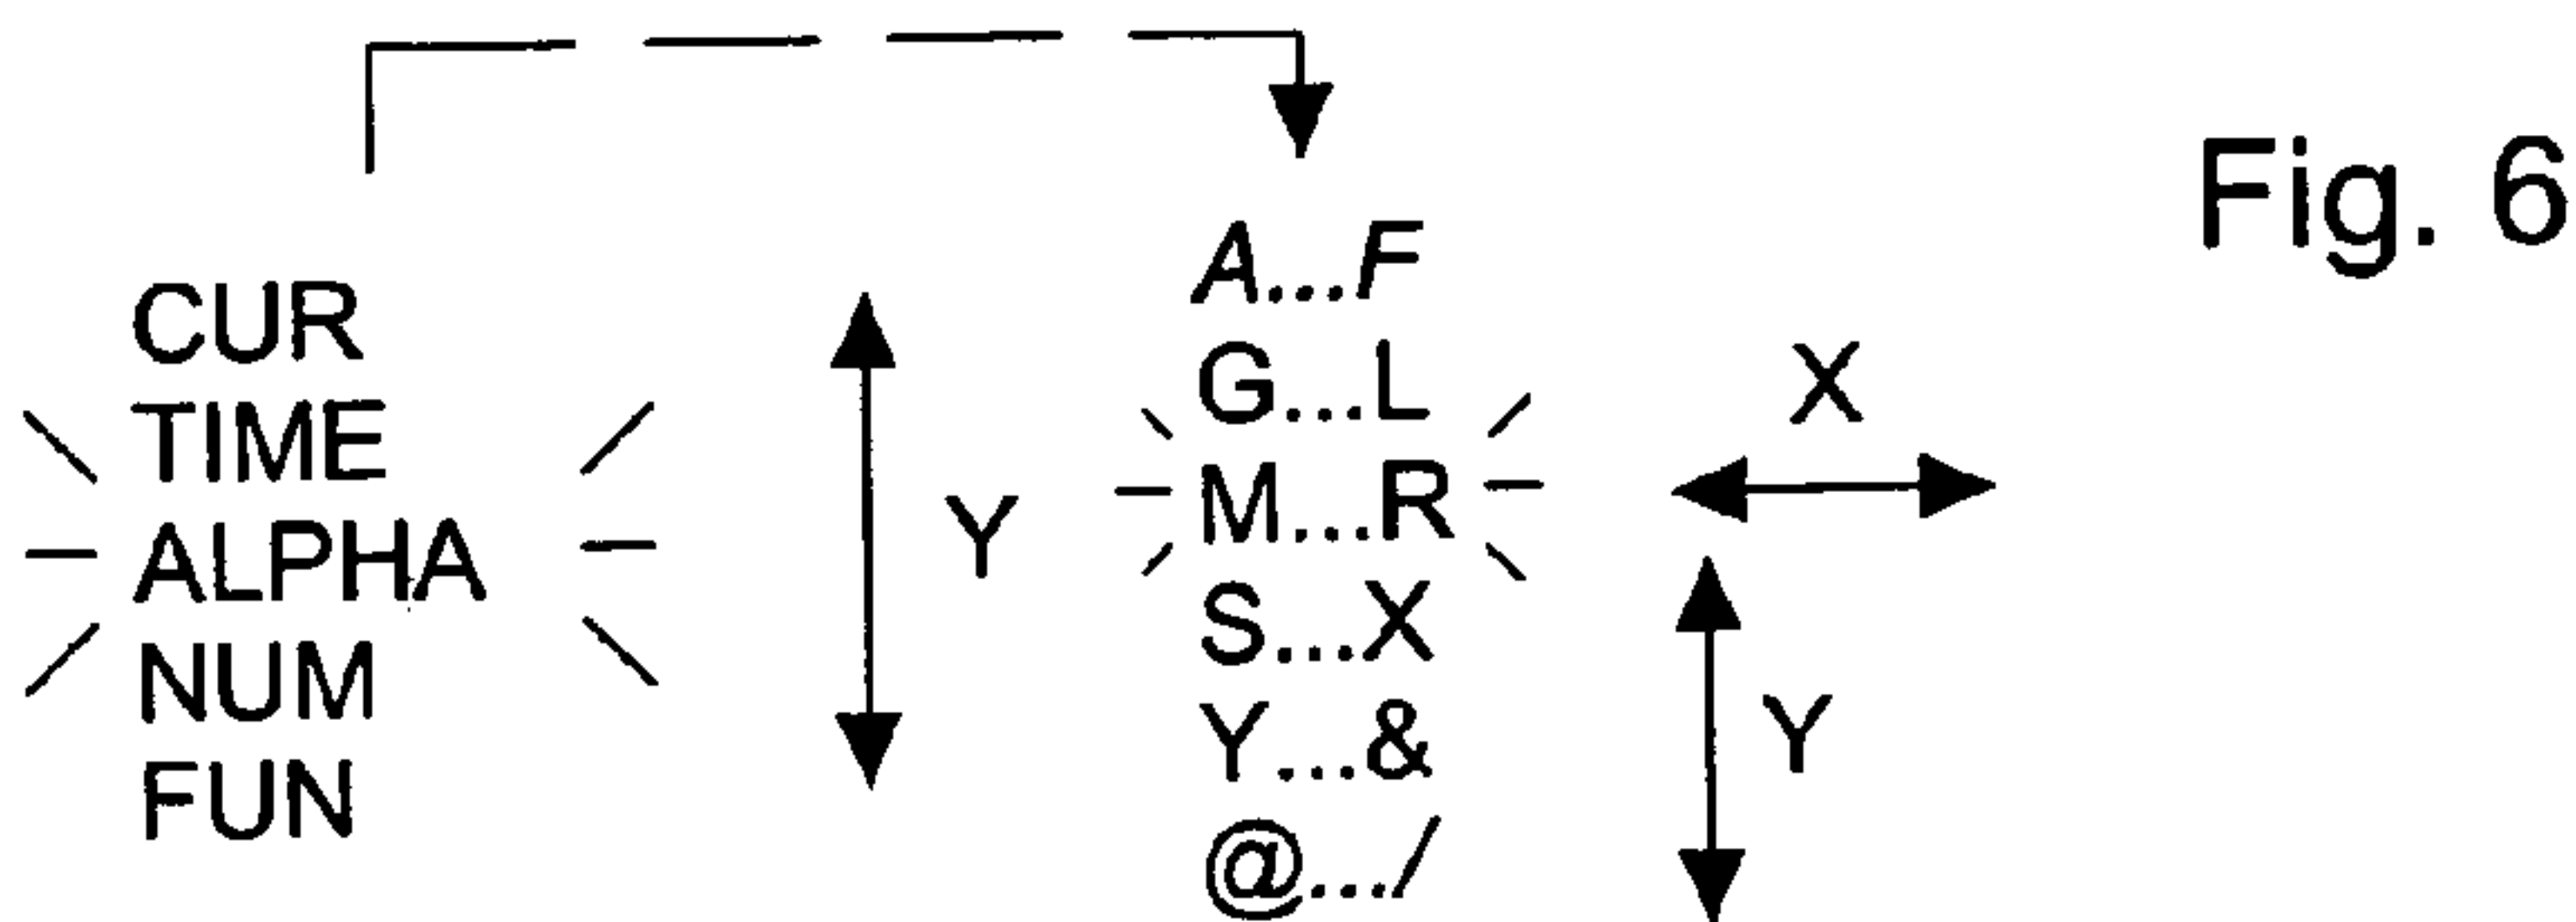 Fig. 6
CUR
TIME
ALPHA
NUM
FUN
Y
A...F
G...L
M...R
S...X
Y...&
@.../
X
Y